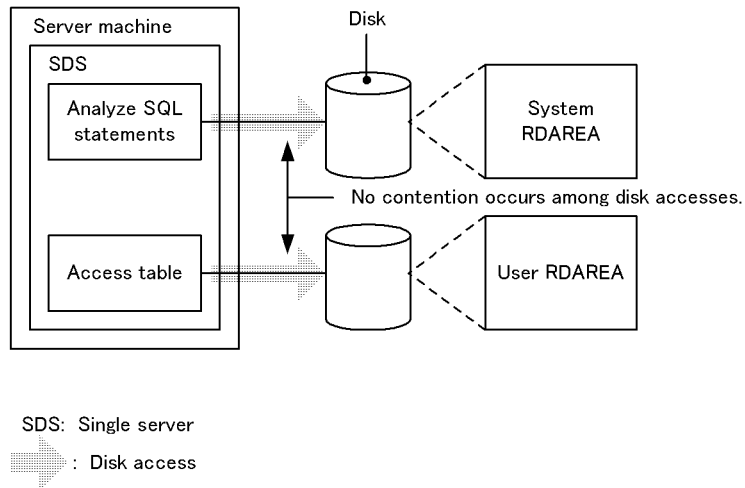 Disk
Server machine
SDS
Analyze SQL
statements
System
RDAREA
No contention occurs among disk accesses.
Access table
User RDAREA
SDS: Single server
: Disk access